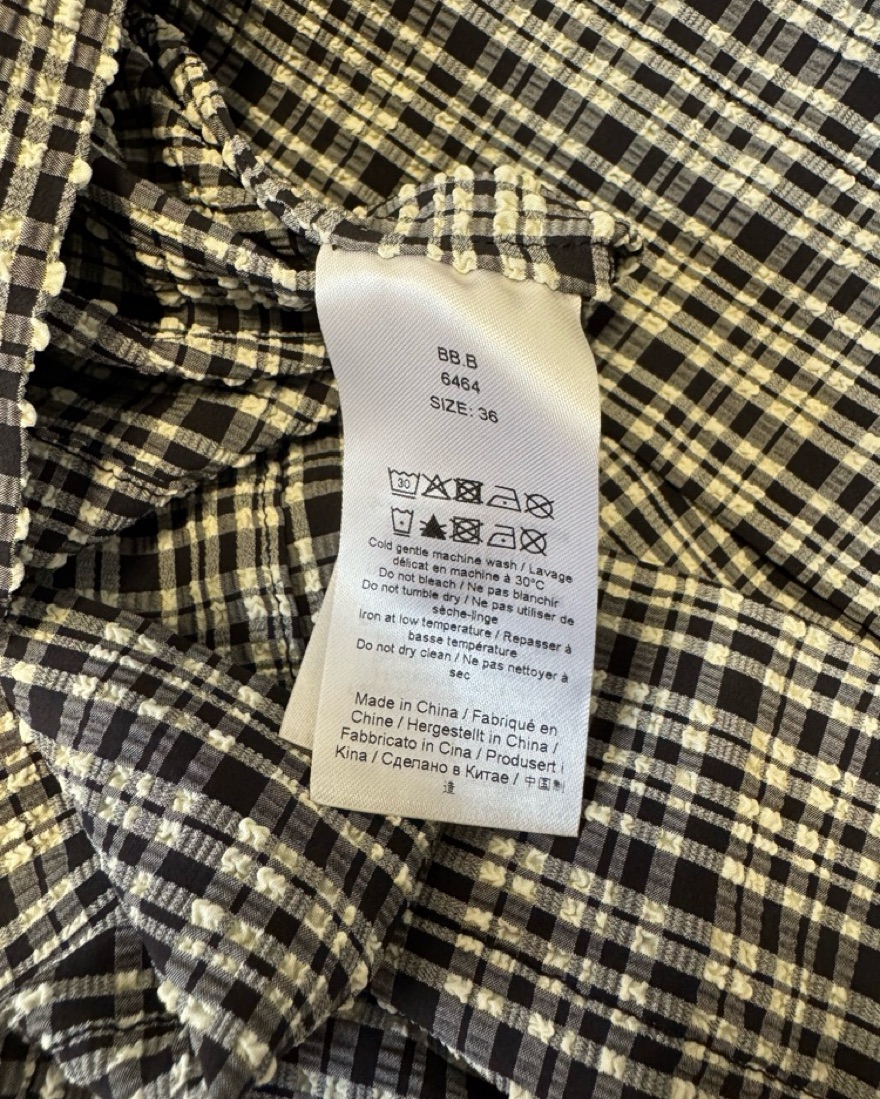 BB.B
6464
SIZE: 36
30
Cold gentle machine wash / Lavage
délicat en machine à 30°C
Do not bleach / Ne pas blanchir
Do not tumble dry / Ne pas utiliser de
sèche-linge
Iron at low temperature / Repasser à
basse température
Do not dry clean / Ne pas nettoyer à
sec
Made in China / Fabriqué en
Chine / Hergestellt in China /
Fabbricato in Cina / Produsert i
Kina / Сделано в Китае / 中国制
造